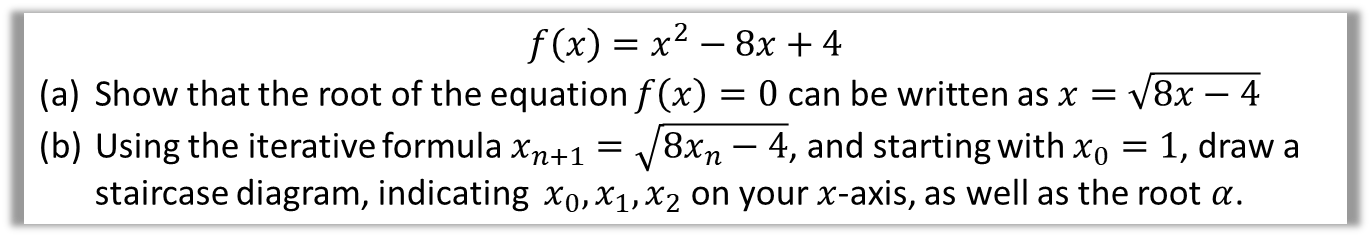 f(x) = x² − 8x + 4
(a) Show that the root of the equation f(x) = 0 can be written as x = √(8x − 4)
(b) Using the iterative formula xₙ₊₁ = √(8xₙ − 4), and starting with x₀ = 1, draw a
staircase diagram, indicating x₀, x₁, x₂ on your x-axis, as well as the root α.